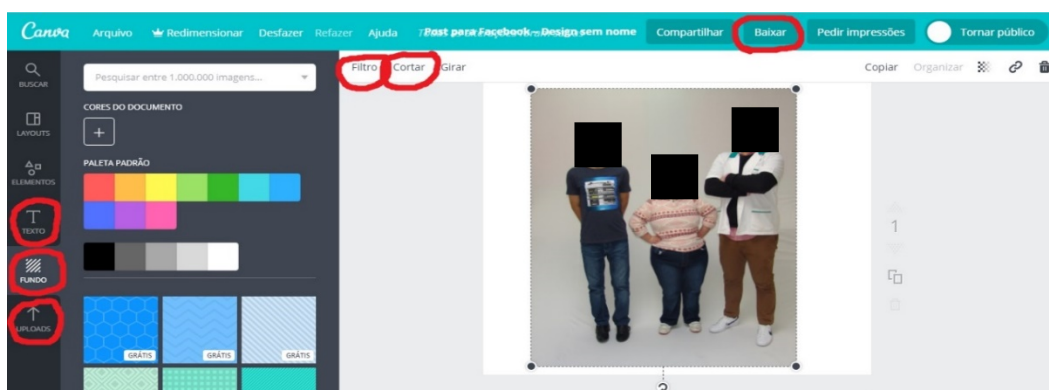 Canva Arquivo Redimensionar Desfazer Refazer Ajuda Post para Facebook - Design sem nome Compartilhar Baixar Pedir impressões Tornar público
BUSCAR
LAYOUTS
ELEMENTOS
TEXTO
FUNDO
UPLOADS
Pesquisar entre 1.000.000 imagens...
CORES DO DOCUMENTO
+
PALETA PADRÃO
GRÁTIS GRÁTIS GRÁTIS
Filtro Cortar Girar Copiar Organizar
1